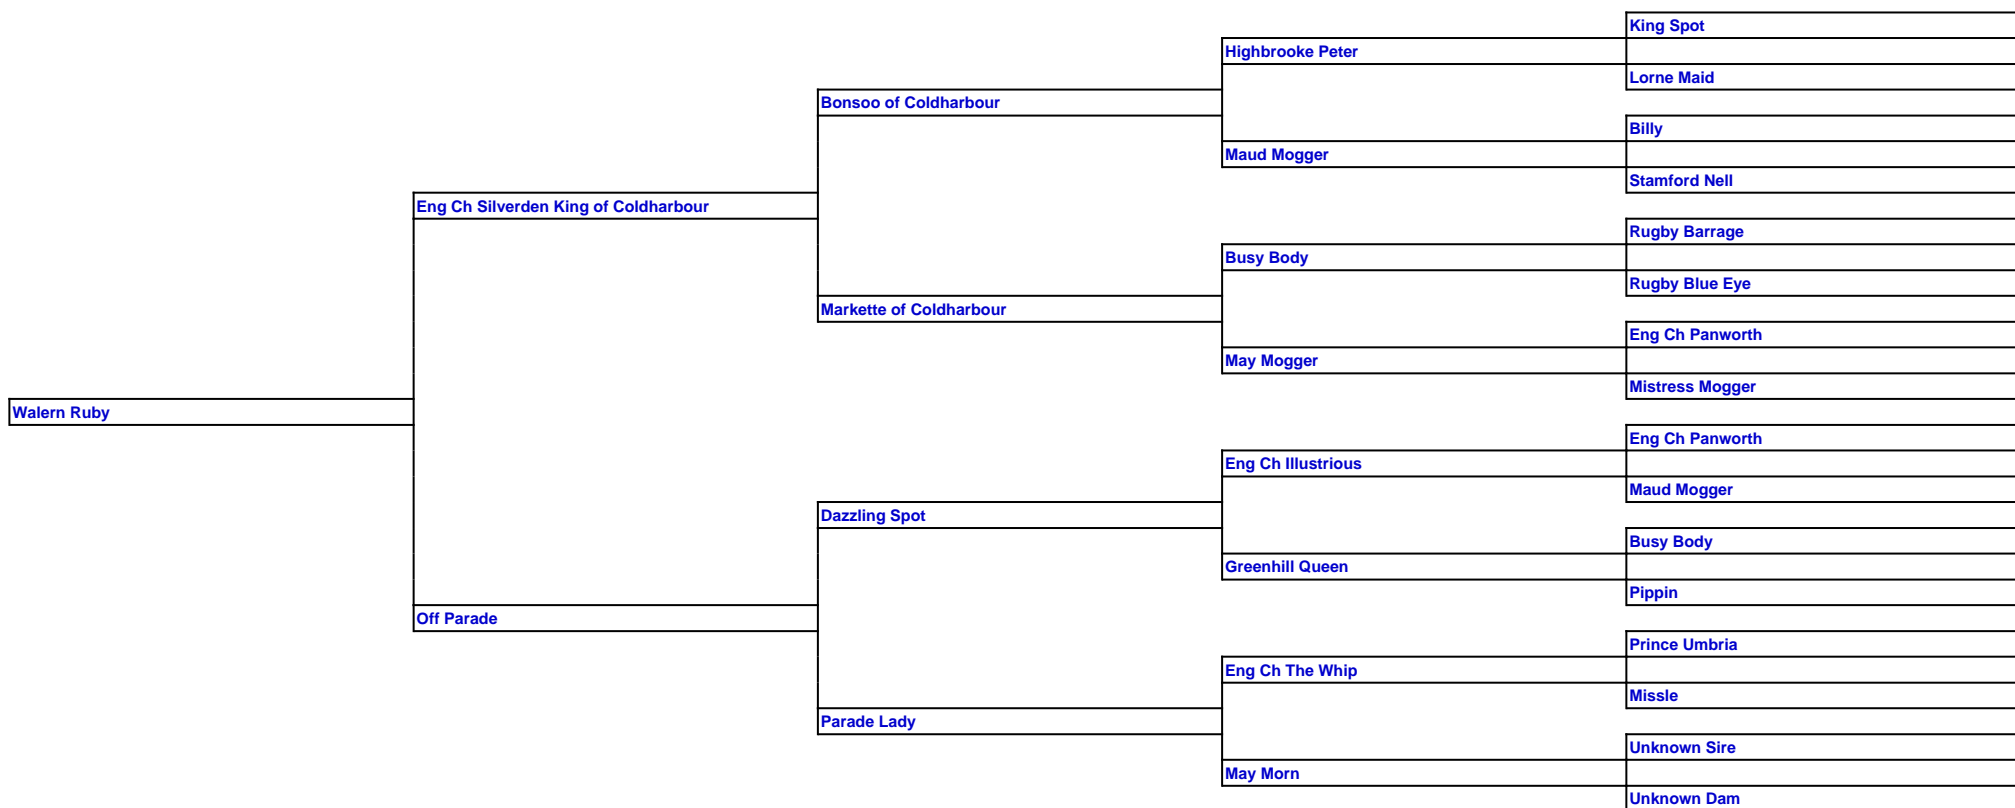 King Spot
Highbrooke Peter
Lorne Maid
Bonsoo of Coldharbour
Billy
Maud Mogger
Stamford Nell
Eng Ch Silverden King of Coldharbour
Rugby Barrage
Busy Body
Rugby Blue Eye
Markette of Coldharbour
Eng Ch Panworth
May Mogger
Mistress Mogger
Walern Ruby
Eng Ch Panworth
Eng Ch Illustrious
Maud Mogger
Dazzling Spot
Busy Body
Greenhill Queen
Pippin
Off Parade
Prince Umbria
Eng Ch The Whip
Missle
Parade Lady
Unknown Sire
May Morn
Unknown Dam